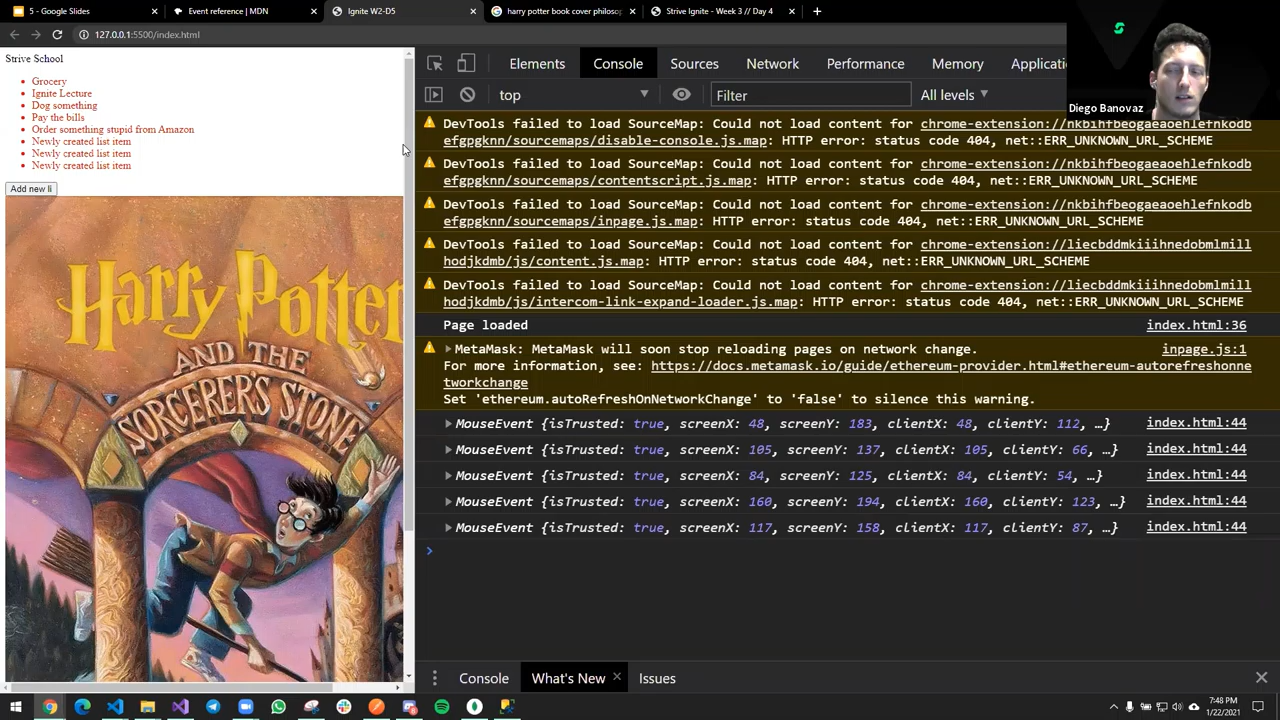 5 - Google Slides
Event reference | MDN
Ignite W2-D5
harry potter book cover philosop
Strive Ignite - Week 3 // Day 4
127.0.0.1:5500/index.html
Strive School
Grocery
Ignite Lecture
Dog something
Pay the bills
Order something stupid from Amazon
Newly created list item
Newly created list item
Newly created list item
Add new li
Harry Potter
AND THE
SORCERER'S STONE
Elements
Console
Sources
Network
Performance
Memory
Applicati
top
Filter
All levels
DevTools failed to load SourceMap: Could not load content for chrome-extension://nkbihfbeogaeaoehlefnkodb
efgpgknn/sourcemaps/disable-console.js.map: HTTP error: status code 404, net::ERR_UNKNOWN_URL_SCHEME
DevTools failed to load SourceMap: Could not load content for chrome-extension://nkbihfbeogaeaoehlefnkodb
efgpgknn/sourcemaps/contentscript.js.map: HTTP error: status code 404, net::ERR_UNKNOWN_URL_SCHEME
DevTools failed to load SourceMap: Could not load content for chrome-extension://nkbihfbeogaeaoehlefnkodb
efgpgknn/sourcemaps/inpage.js.map: HTTP error: status code 404, net::ERR_UNKNOWN_URL_SCHEME
DevTools failed to load SourceMap: Could not load content for chrome-extension://liecbddmkiiihnedobmlmill
hodjkdmb/js/content.js.map: HTTP error: status code 404, net::ERR_UNKNOWN_URL_SCHEME
DevTools failed to load SourceMap: Could not load content for chrome-extension://liecbddmkiiihnedobmlmill
hodjkdmb/js/intercom-link-expand-loader.js.map: HTTP error: status code 404, net::ERR_UNKNOWN_URL_SCHEME
Page loaded index.html:36
MetaMask: MetaMask will soon stop reloading pages on network change. inpage.js:1
For more information, see: https://docs.metamask.io/guide/ethereum-provider.html#ethereum-autorefreshonne
tworkchange
Set 'ethereum.autoRefreshOnNetworkChange' to 'false' to silence this warning.
MouseEvent {isTrusted: true, screenX: 48, screenY: 183, clientX: 48, clientY: 112, …} index.html:44
MouseEvent {isTrusted: true, screenX: 105, screenY: 137, clientX: 105, clientY: 66, …} index.html:44
MouseEvent {isTrusted: true, screenX: 84, screenY: 125, clientX: 84, clientY: 54, …} index.html:44
MouseEvent {isTrusted: true, screenX: 160, screenY: 194, clientX: 160, clientY: 123, …} index.html:44
MouseEvent {isTrusted: true, screenX: 117, screenY: 158, clientX: 117, clientY: 87, …} index.html:44
Console
What's New
Issues
Diego Banovaz
7:48 PM
1/22/2021